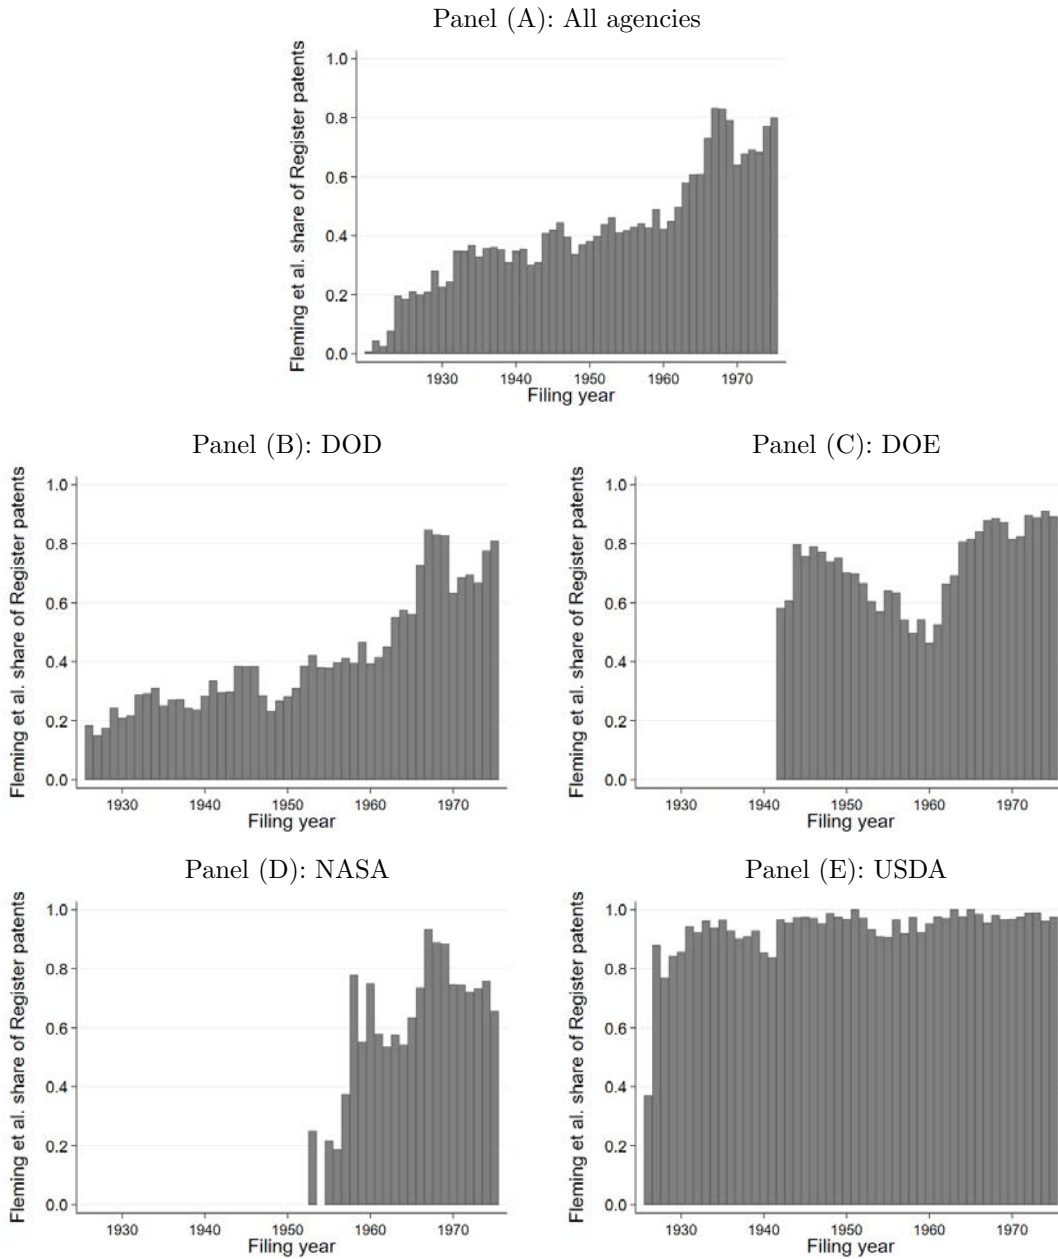 Panel (A): All agencies
Fleming et al. share of Register patents
1.0
0.8
0.6
0.4
0.2
0.0
1930 1940 1950 1960 1970
Filing year
Panel (B): DOD
Fleming et al. share of Register patents
1.0
0.8
0.6
0.4
0.2
0.0
1930 1940 1950 1960 1970
Filing year
Panel (C): DOE
Fleming et al. share of Register patents
1.0
0.8
0.6
0.4
0.2
0.0
1930 1940 1950 1960 1970
Filing year
Panel (D): NASA
Fleming et al. share of Register patents
1.0
0.8
0.6
0.4
0.2
0.0
1930 1940 1950 1960 1970
Filing year
Panel (E): USDA
Fleming et al. share of Register patents
1.0
0.8
0.6
0.4
0.2
0.0
1930 1940 1950 1960 1970
Filing year